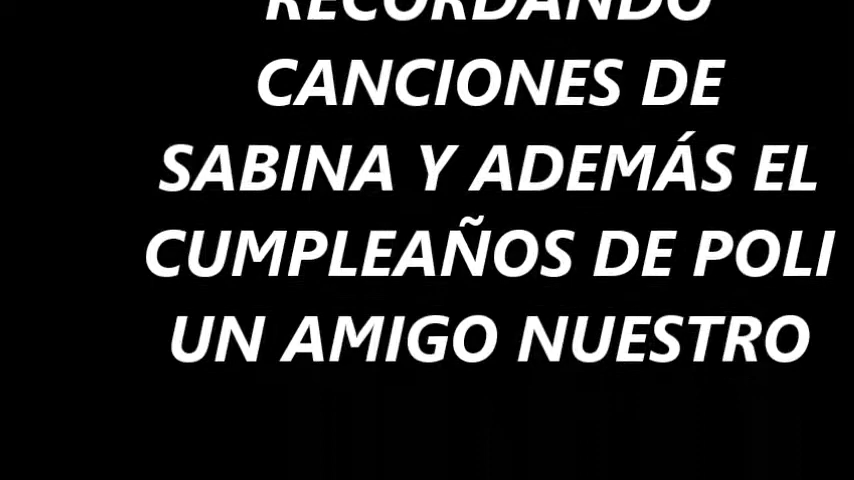 RECORDANDO
CANCIONES DE
SABINA Y ADEMÁS EL
CUMPLEAÑOS DE POLI
UN AMIGO NUESTRO